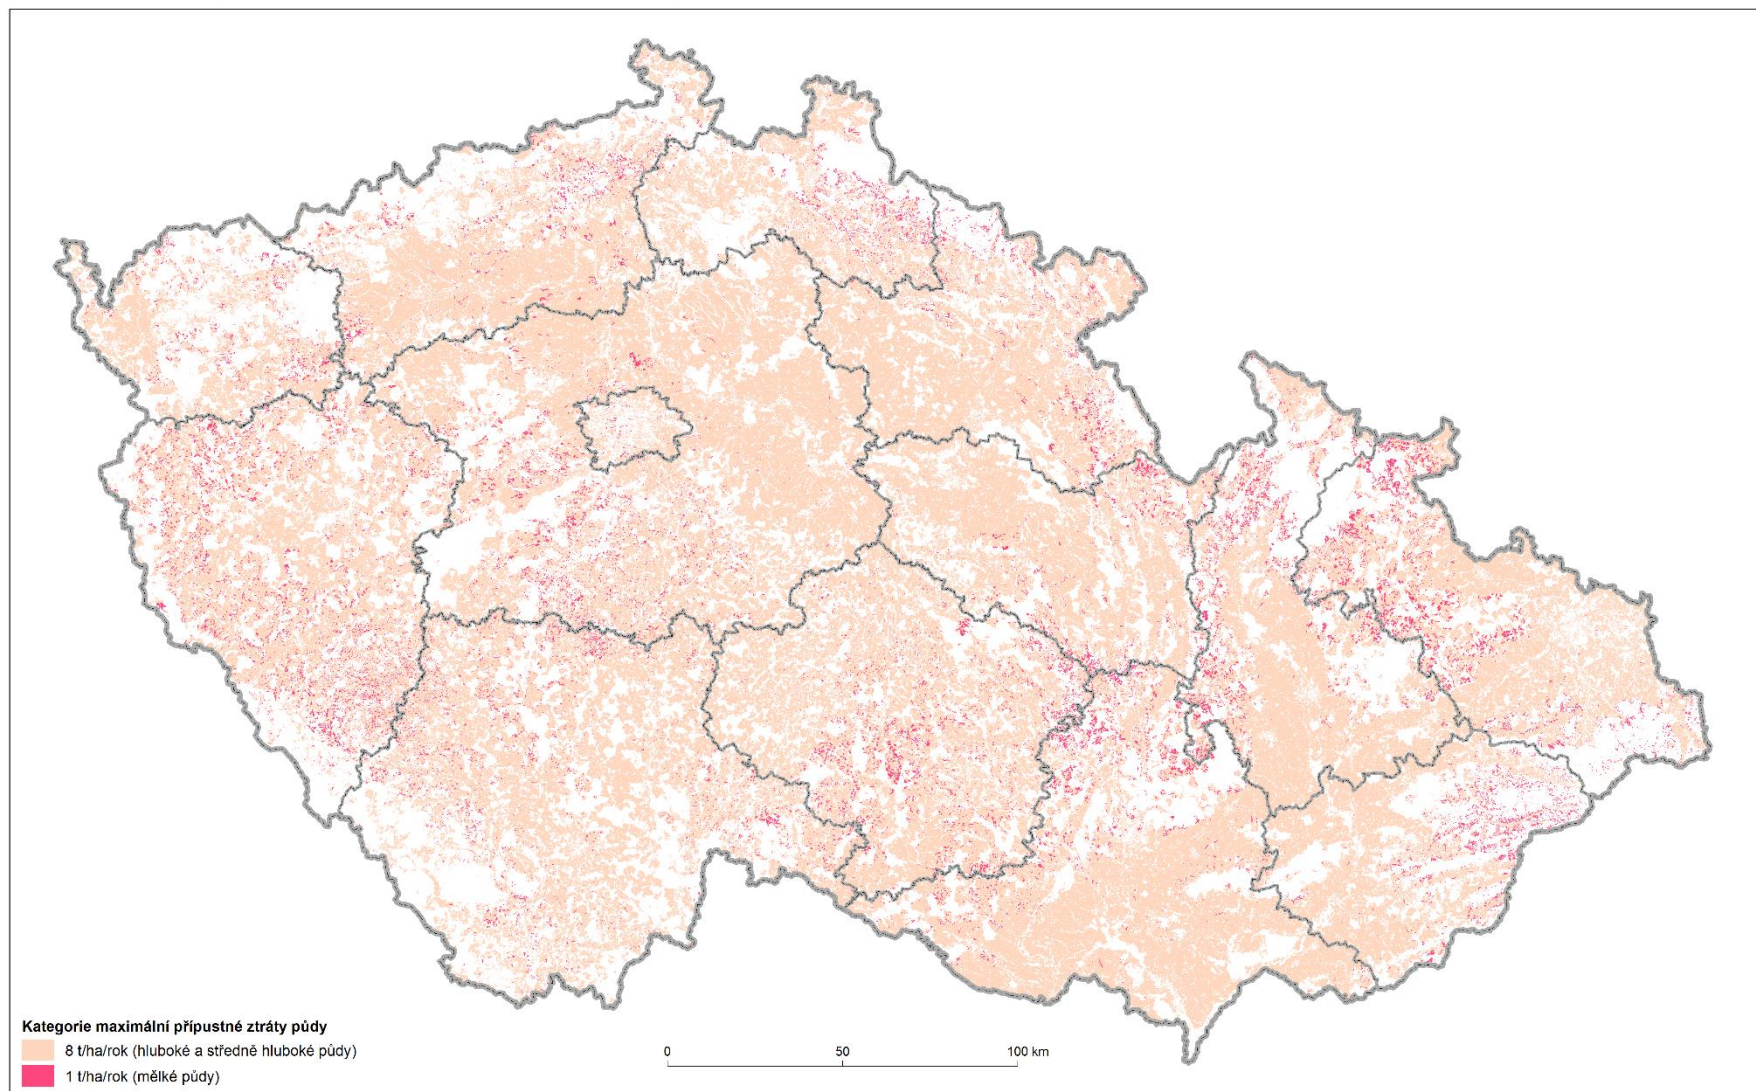 Kategorie maximální přípustné ztráty půdy
8 t/ha/rok (hluboké a středně hluboké půdy)
1 t/ha/rok (mělké půdy)
0 50 100 km